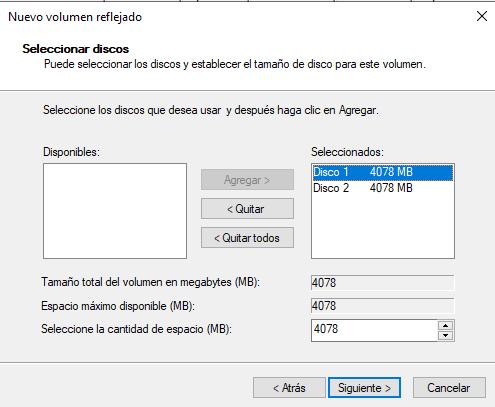 Nuevo volumen reflejado
Seleccionar discos
Puede seleccionar los discos y establecer el tamaño de disco para este volumen.
Seleccione los discos que desea usar y después haga clic en Agregar.
Disponibles:
Seleccionados:
Agregar >
< Quitar
< Quitar todos
Disco 1 4078 MB
Disco 2 4078 MB
Tamaño total del volumen en megabytes (MB): 4078
Espacio máximo disponible (MB): 4078
Seleccione la cantidad de espacio (MB): 4078
< Atrás Siguiente > Cancelar